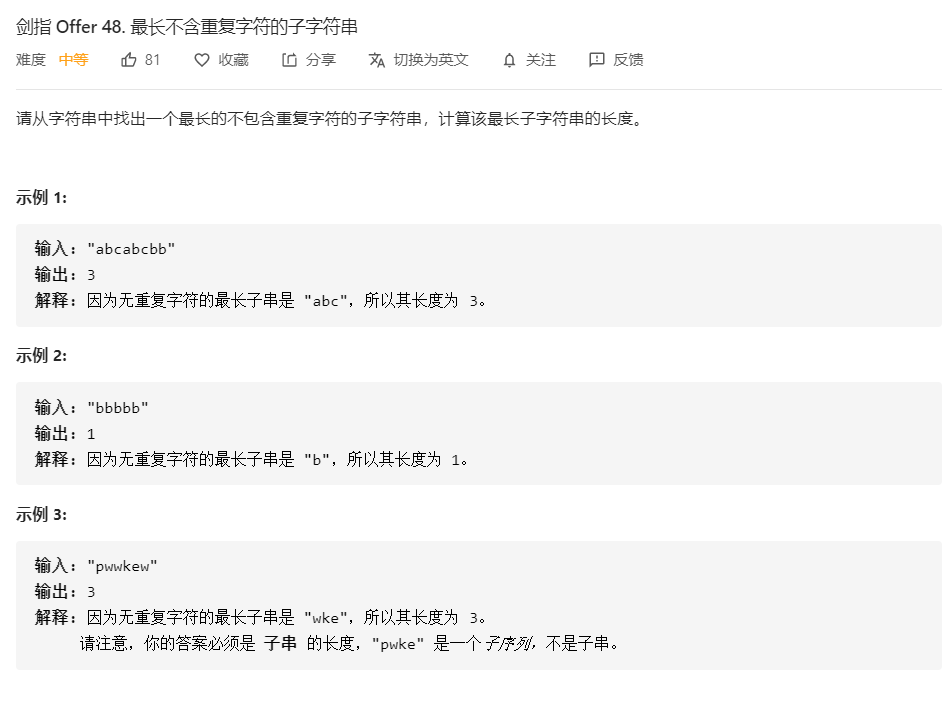 剑指 Offer 48. 最长不含重复字符的子字符串
难度 中等 81 收藏 分享 切换为英文 关注 反馈
请从字符串中找出一个最长的不包含重复字符的子字符串，计算该最长子字符串的长度。
示例 1:
输入: "abcabcbb"
输出: 3
解释: 因为无重复字符的最长子串是 "abc"，所以其长度为 3。
示例 2:
输入: "bbbbb"
输出: 1
解释: 因为无重复字符的最长子串是 "b"，所以其长度为 1。
示例 3:
输入: "pwwkew"
输出: 3
解释: 因为无重复字符的最长子串是 "wke"，所以其长度为 3。
请注意，你的答案必须是 子串 的长度，"pwke" 是一个子序列，不是子串。